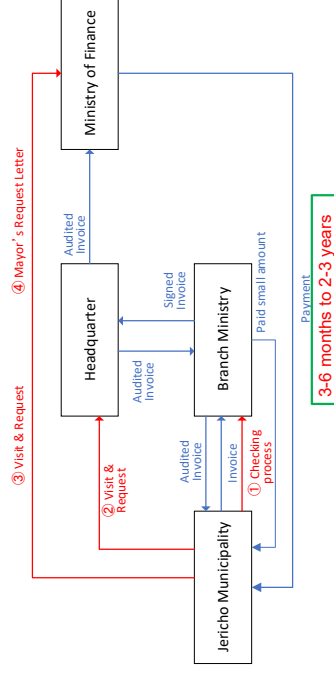 ③ Visit & Request
④ Mayor’s Request Letter
② Visit &
Request
Headquarter
Audited
Invoice
Ministry of Finance
Audited
Invoice
Signed
Invoice
Jericho Municipality
Audited
Invoice
Invoice
① Checking
process
Branch Ministry
Paid small amount
Payment
3-6 months to 2-3 years